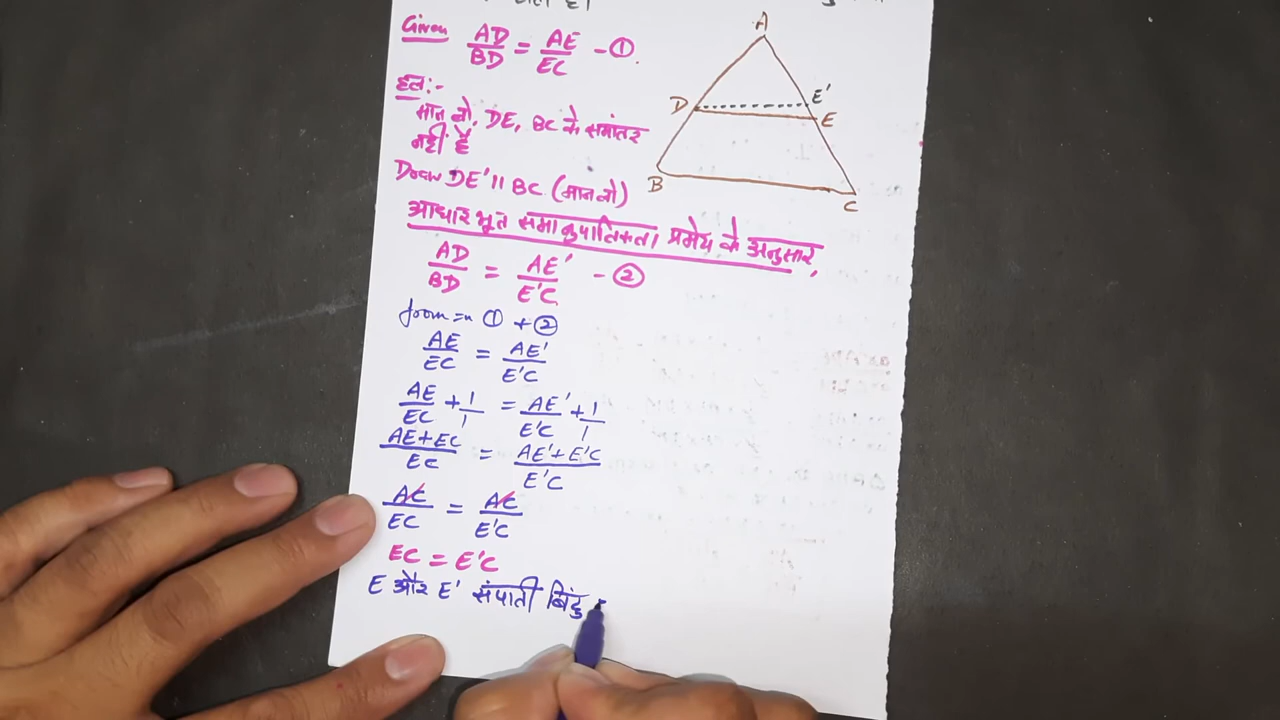 Given AD/BD = AE/EC - ①.
हल:-
मान लो, DE, BC के समांतर
नहीं है
Draw DE' || BC (मान लो)
आधारभूत समानुपातिकता प्रमेय के अनुसार,
AD/BD = AE'/E'C - ②
from =n ① + ②
AE/EC = AE'/E'C
AE/EC + 1/1 = AE'/E'C + 1/1
AE+EC/EC = AE'+E'C/E'C
AC/EC = AC/E'C
EC = E'C
E और E' संपाती बिंदु
A
D
E'
E
B
C